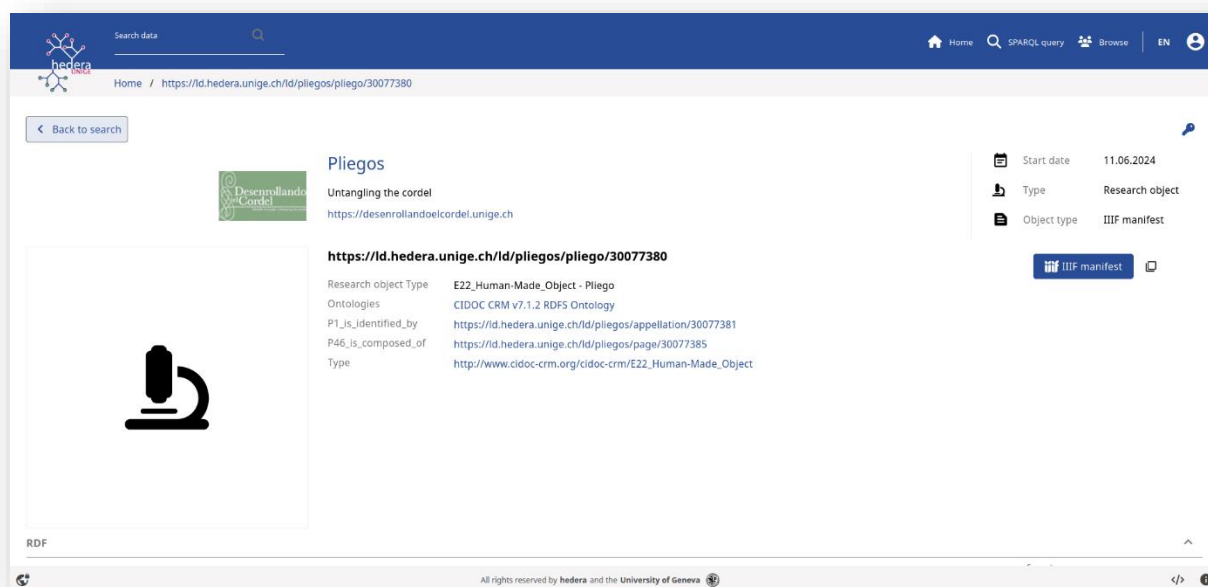 Search data
Home SPARQL query Browse EN
hedera
UNIGE
Home / https://ld.hedera.unige.ch/ld/pliegos/pliego/30077380
Back to search
Desenrollando
el Cordel
Pliegos
Untangling the cordel
https://desenrollandoelcordel.unige.ch
Start date 11.06.2024
Type Research object
Object type IIIF manifest
https://ld.hedera.unige.ch/ld/pliegos/pliego/30077380
IIIF manifest
Research object Type E22_Human-Made_Object - Pliego
Ontologies CIDOC CRM v7.1.2 RDFS Ontology
P1_is_identified_by https://ld.hedera.unige.ch/ld/pliegos/appellation/30077381
P46_is_composed_of https://ld.hedera.unige.ch/ld/pliegos/page/30077385
Type http://www.cidoc-crm.org/cidoc-crm/E22_Human-Made_Object
RDF
All rights reserved by hedera and the University of Geneva